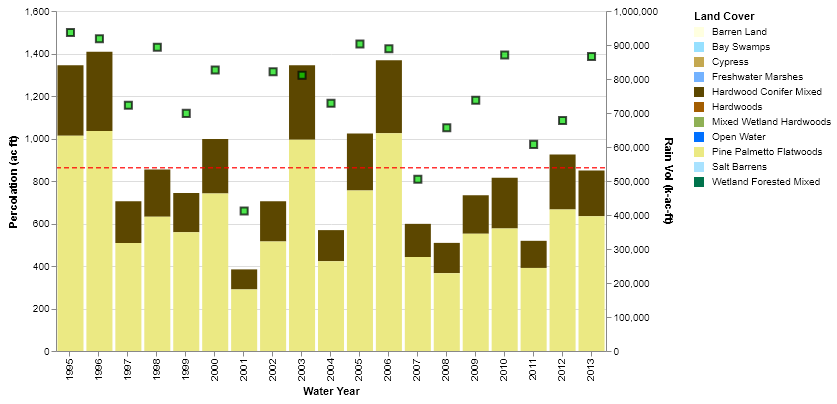 1,600
1,400
1,200
1,000
800
600
400
200
0
Percolation (ac ft)
1,000,000
900,000
800,000
700,000
600,000
500,000
400,000
300,000
200,000
100,000
0
Rain Vol (k-ac-ft)
1995
1996
1997
1998
1999
2000
2001
2002
2003
2004
2005
2006
2007
2008
2009
2010
2011
2012
2013
Water Year
Land Cover
Barren Land
Bay Swamps
Cypress
Freshwater Marshes
Hardwood Conifer Mixed
Hardwoods
Mixed Wetland Hardwoods
Open Water
Pine Palmetto Flatwoods
Salt Barrens
Wetland Forested Mixed